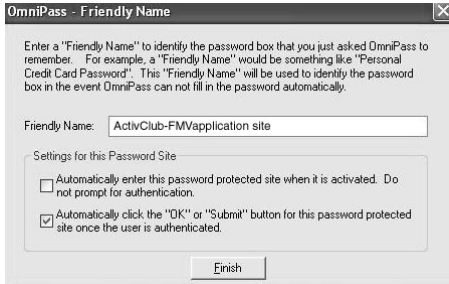 OmniPass - Friendly Name
Enter a "Friendly Name" to identify the password box that you just asked OmniPass to
remember. For example, a "Friendly Name" would be something like "Personal
Credit Card Password". This "Friendly Name" will be used to identify the password
box in the event OmniPass can not fill in the password automatically.
Friendly Name: ActivClub-FMVapplication site
Settings for this Password Site
Automatically enter this password protected site when it is activated. Do
not prompt for authentication.
Automatically click the "OK" or "Submit" button for this password protected
site once the user is authenticated.
Finish